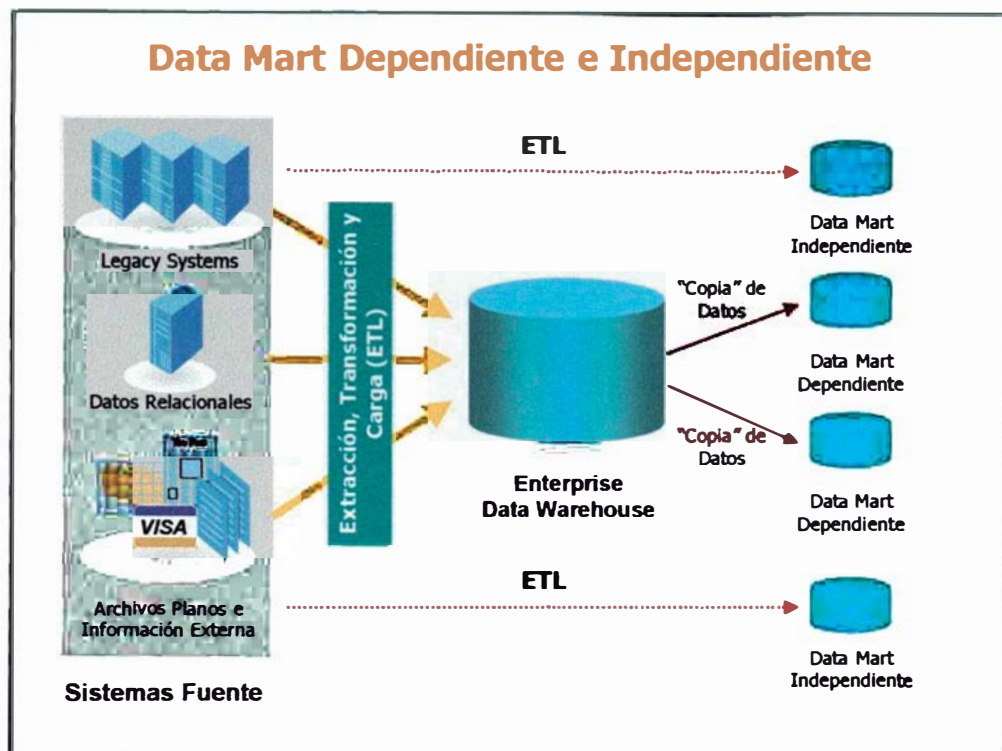 Data Mart Dependiente e Independiente
ETL
Legacy Systems
Data Mart
Independiente
Extracción, Transformación y
Carga (ETL)
"Copia" de
Datos
Data Mart
Dependiente
Datos Relacionales
"Copia" de
Datos
Enterprise
Data Warehouse
Data Mart
Dependiente
VISA
ETL
Archivos Planos e
Información Externa
Data Mart
Independiente
Sistemas Fuente